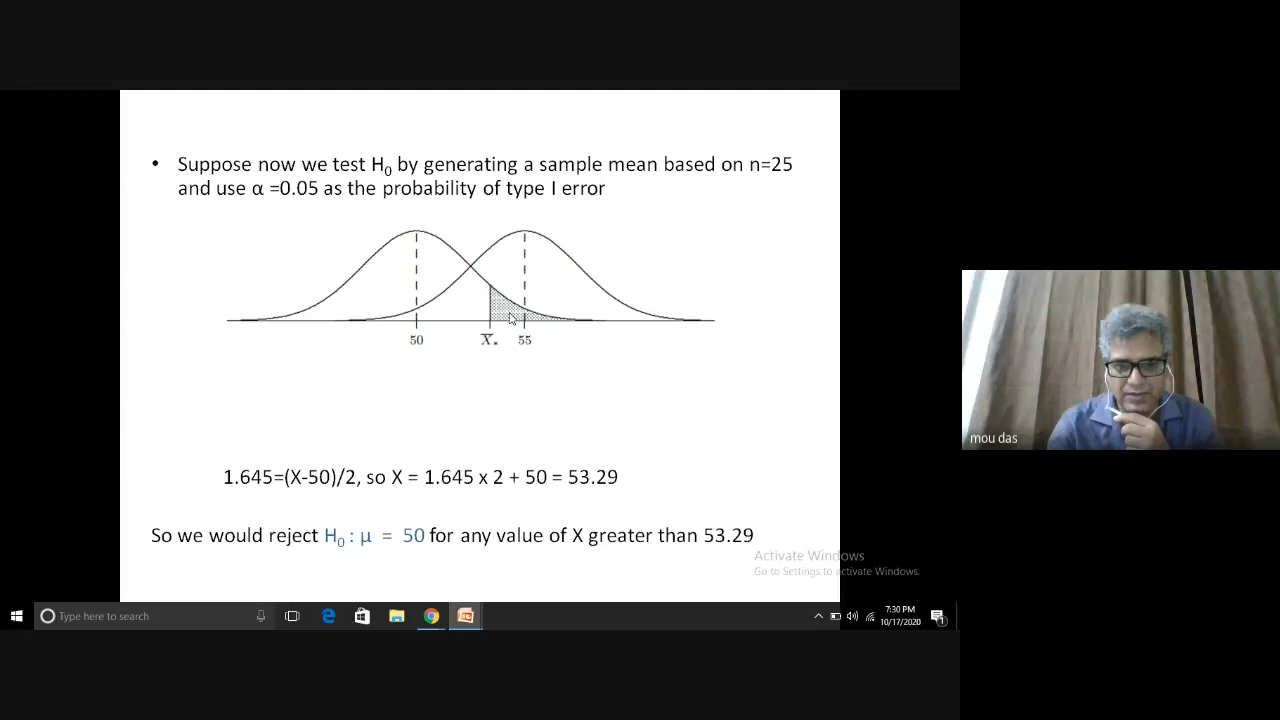 • Suppose now we test H₀ by generating a sample mean based on n=25
and use α =0.05 as the probability of type I error
50 X̅* 55
1.645=(X-50)/2, so X = 1.645 x 2 + 50 = 53.29
So we would reject H₀ : μ = 50 for any value of X greater than 53.29
mou das
Activate Windows
Go to Settings to activate Windows.
Type here to search
7:30 PM
10/17/2020
1